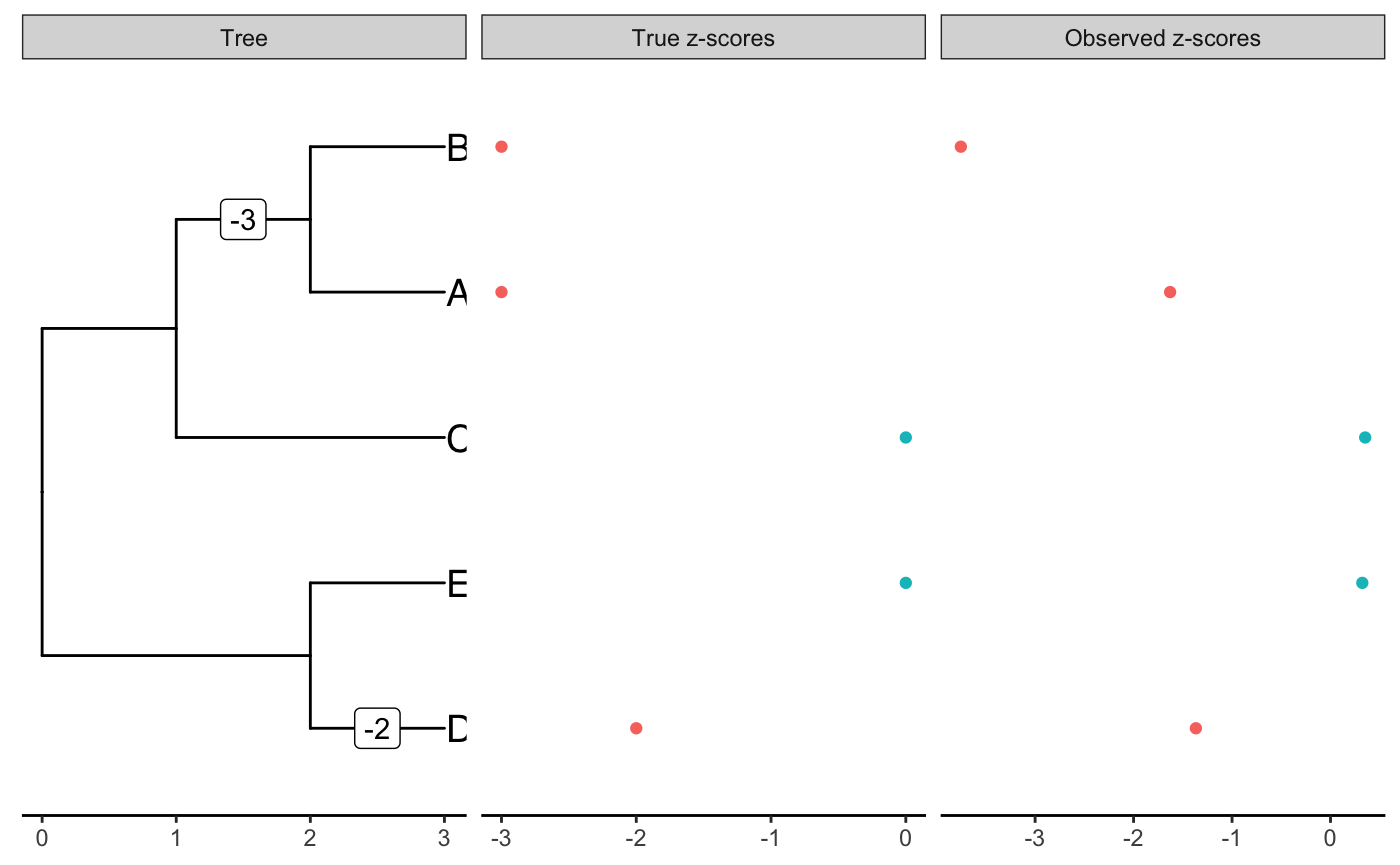 Tree
True z-scores
Observed z-scores
B
-3
A
C
E
-2
D
0 1 2 3
-3 -2 -1 0
-3 -2 -1 0